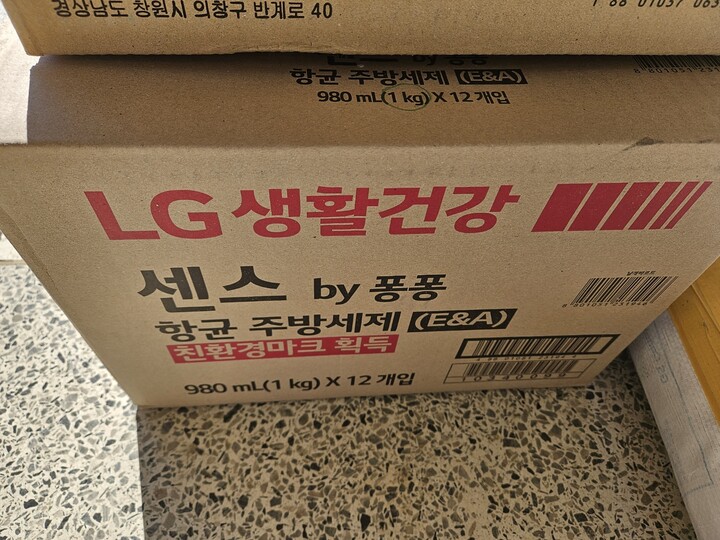 경상남도 창원시 의창구 반계로 40
항균 주방세제 (E&A)
980 mL(1 kg) X 12 개입
LG 생활건강
센스 by 퐁퐁
항균 주방세제 (E&A)
친환경마크 획득
980 mL(1 kg) X 12 개입